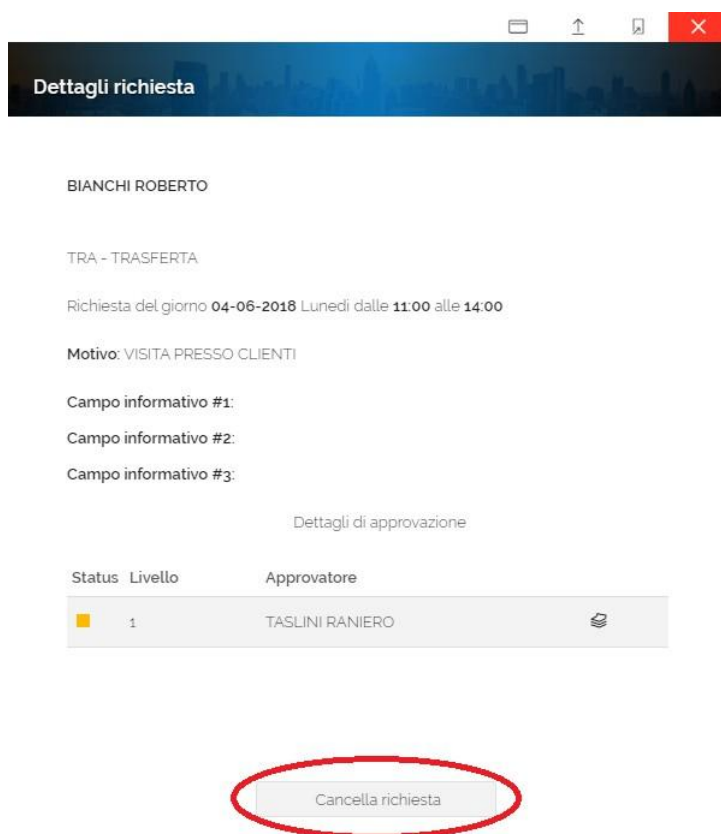 Dettagli richiesta
BIANCHI ROBERTO
TRA - TRASFERTA
Richiesta del giorno 04-06-2018 Lunedi dalle 11:00 alle 14:00
Motivo: VISITA PRESSO CLIENTI
Campo informativo #1:
Campo informativo #2:
Campo informativo #3:
Dettagli di approvazione
Status Livello Approvatore
1 TASLINI RANIERO
Cancella richiesta